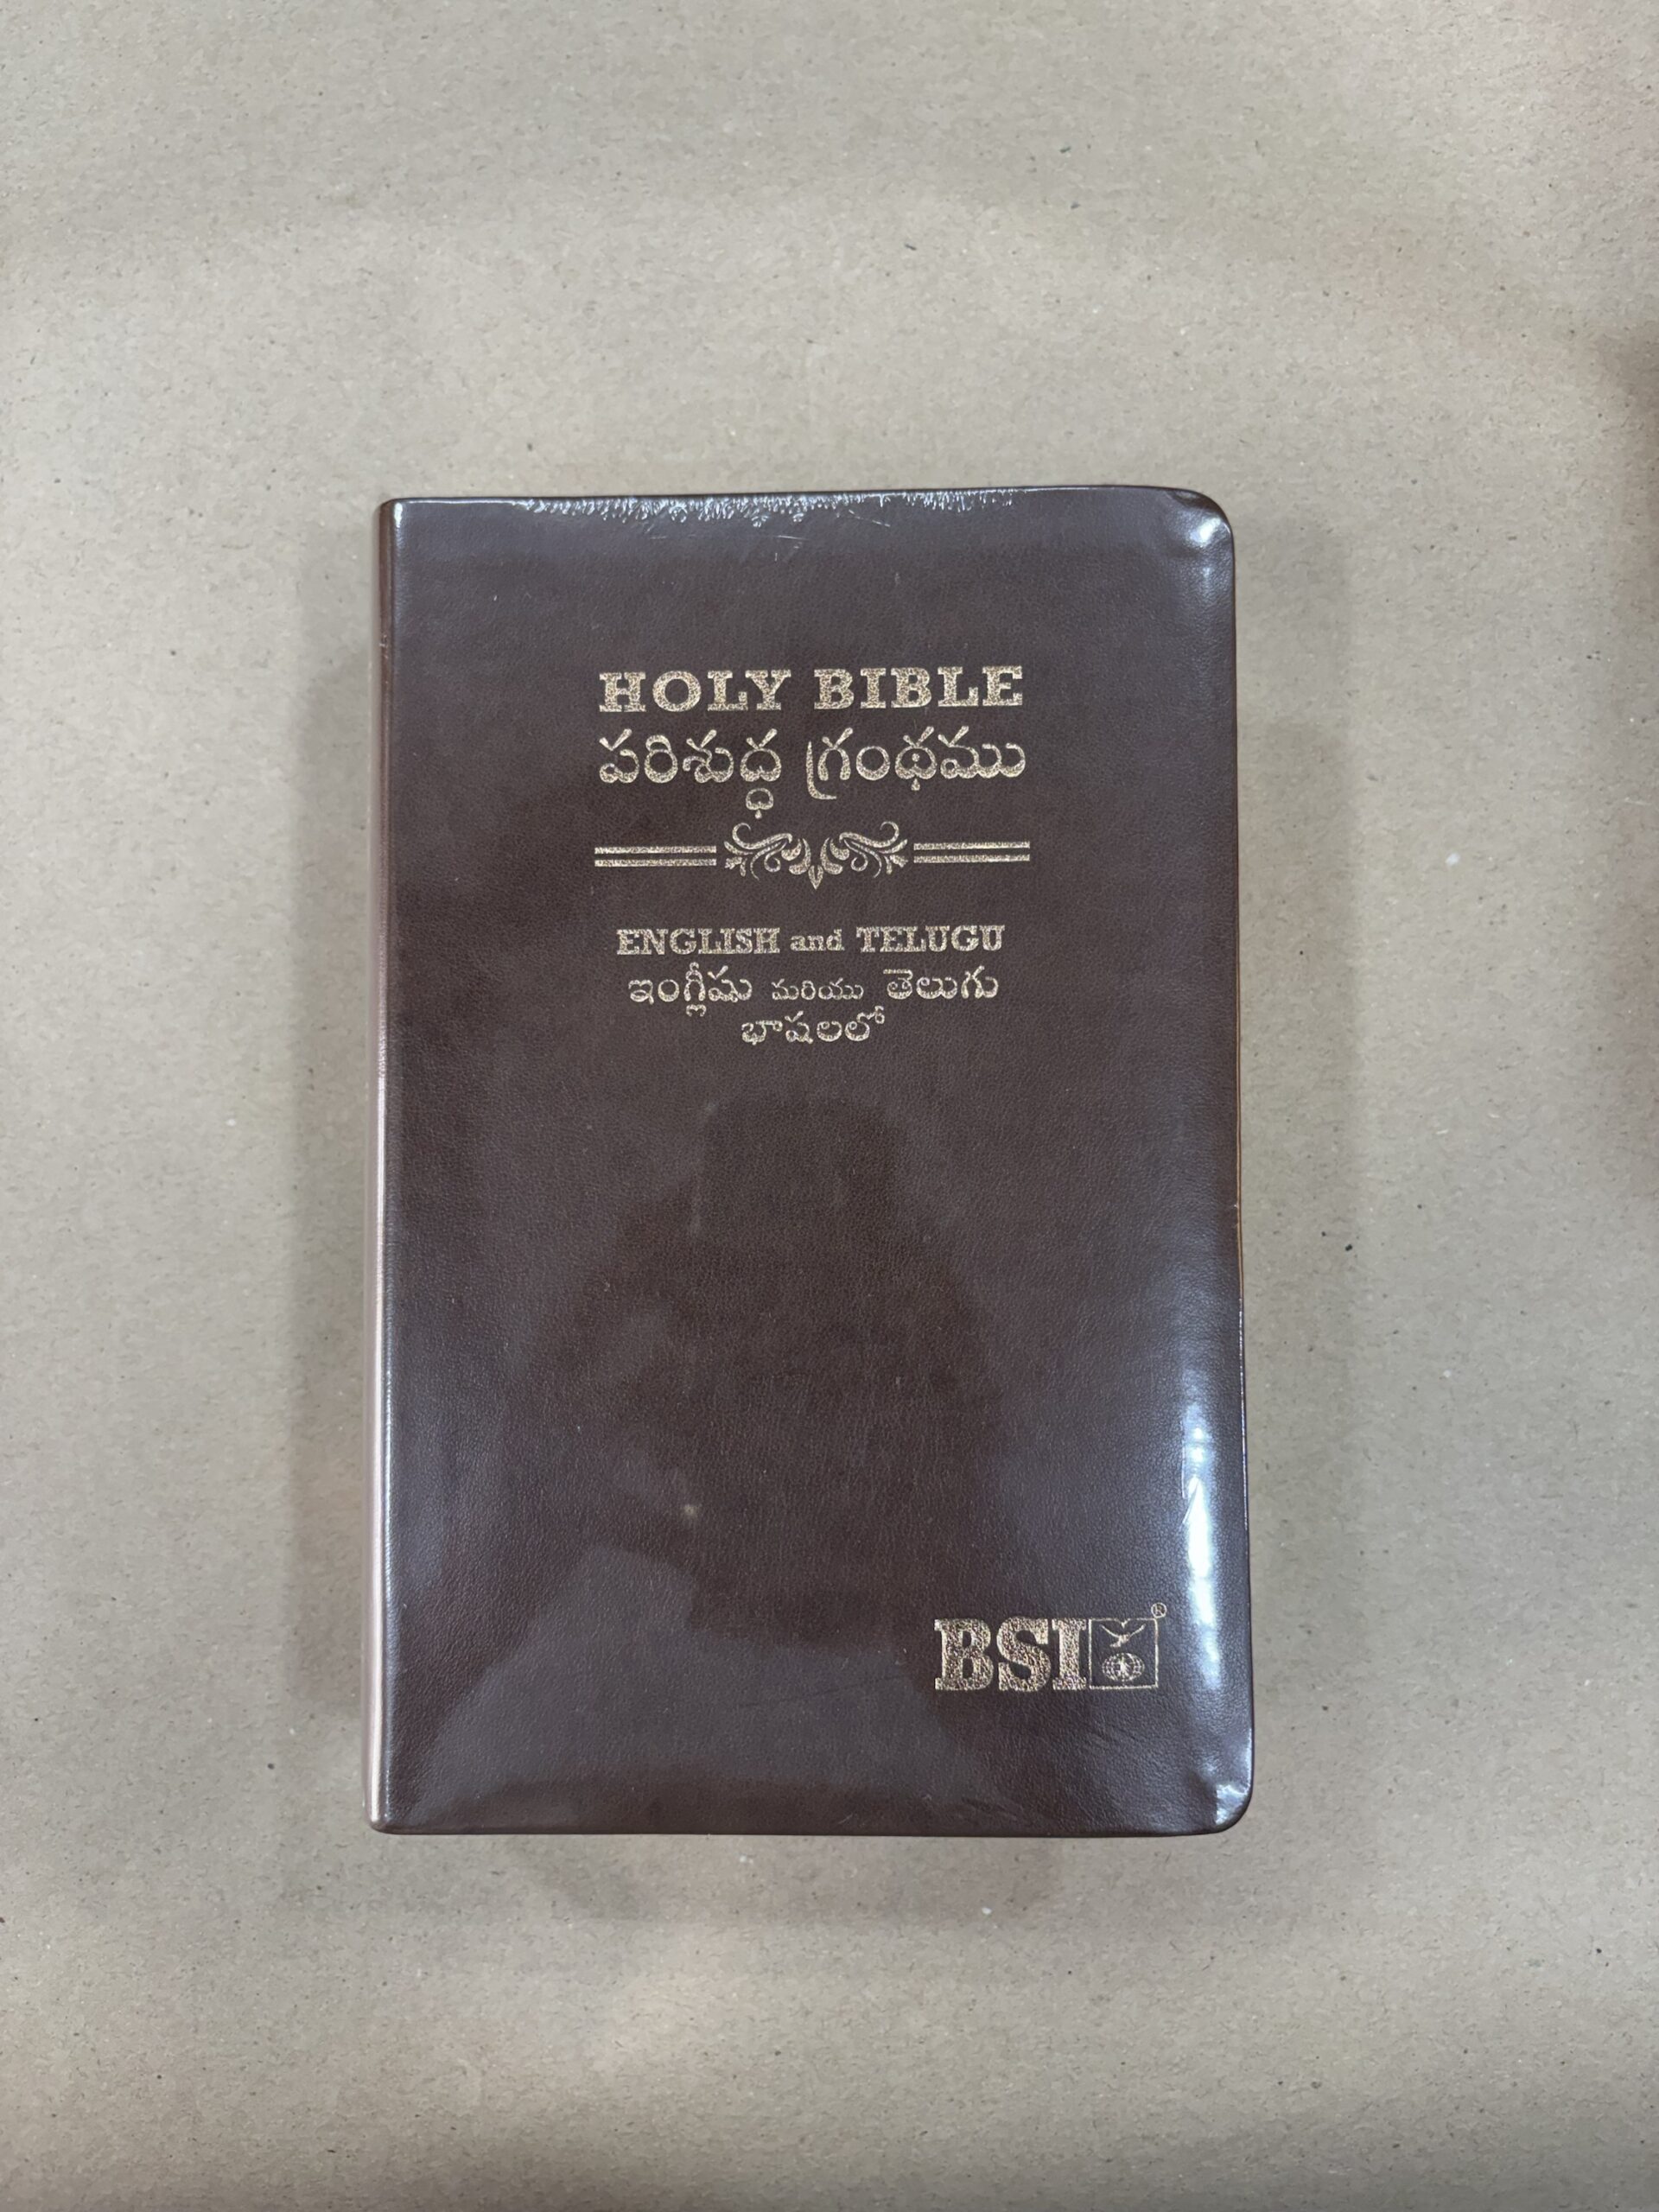 HOLY BIBLE
పరిశుద్ధ గ్రంథము
ENGLISH and TELUGU
ఇంగ్లీషు మరియు తెలుగు
భాషలలో
BSI®